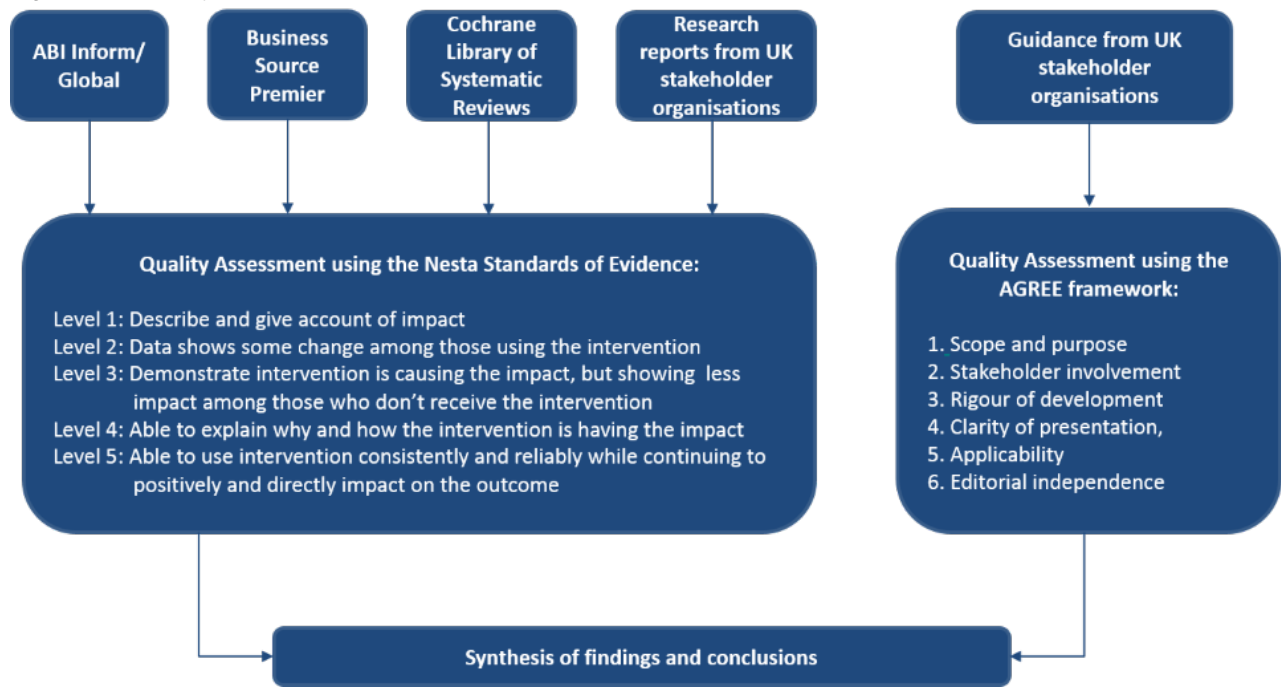 ABI Inform/
Global
Business
Source
Premier
Cochrane
Library of
Systematic
Reviews
Research
reports from UK
stakeholder
organisations
Guidance from UK
stakeholder
organisations
Quality Assessment using the Nesta Standards of Evidence:
Level 1: Describe and give account of impact
Level 2: Data shows some change among those using the intervention
Level 3: Demonstrate intervention is causing the impact, but showing less
impact among those who don't receive the intervention
Level 4: Able to explain why and how the intervention is having the impact
Level 5: Able to use intervention consistently and reliably while continuing to
positively and directly impact on the outcome
Quality Assessment using the
AGREE framework:
1. Scope and purpose
2. Stakeholder involvement
3. Rigour of development
4. Clarity of presentation,
5. Applicability
6. Editorial independence
Synthesis of findings and conclusions